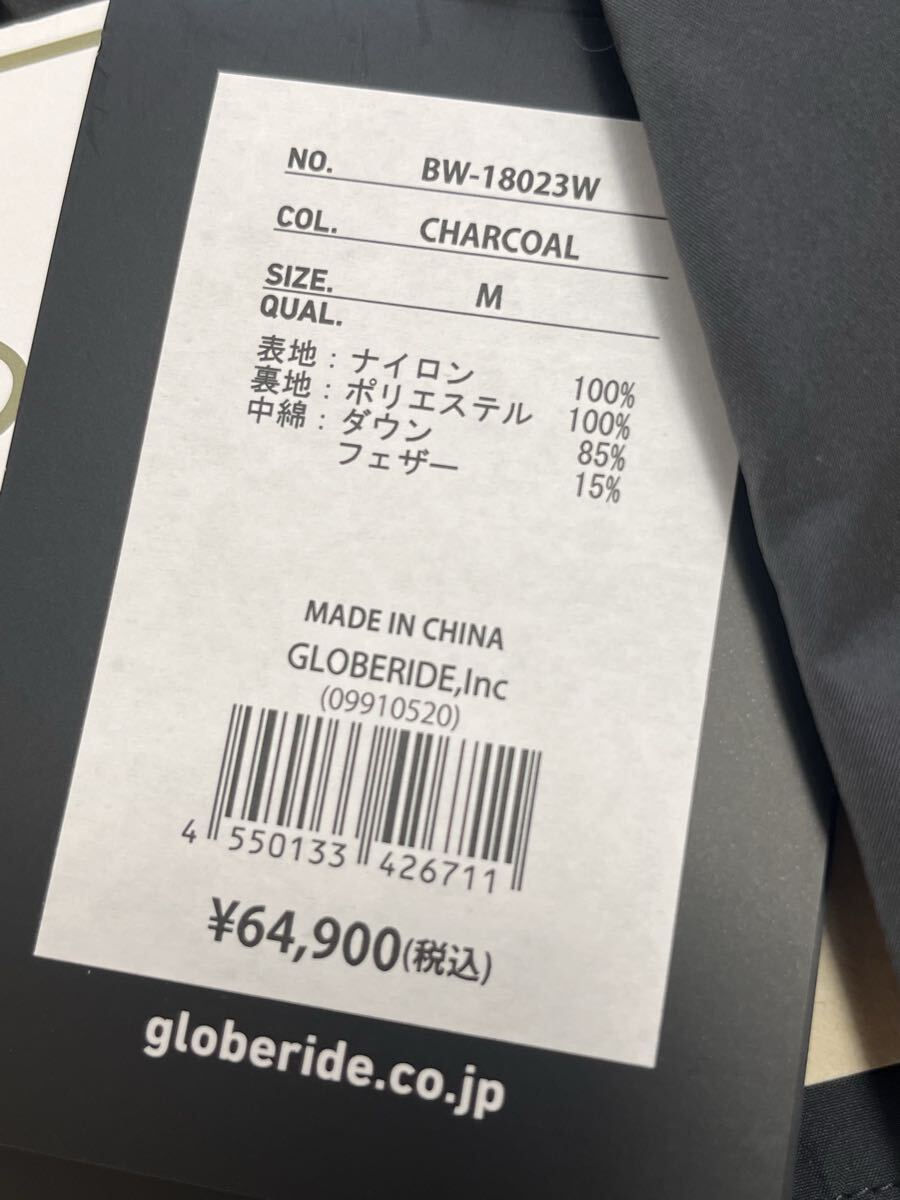 NO. BW-18023W
COL. CHARCOAL
SIZE. M
QUAL.
表地：ナイロン 100%
裏地：ポリエステル 100%
中綿：ダウン 85%
フェザー 15%
MADE IN CHINA
GLOBERIDE,Inc
(09910520)
4 550133 426711
¥64,900(税込)
globeride.co.jp